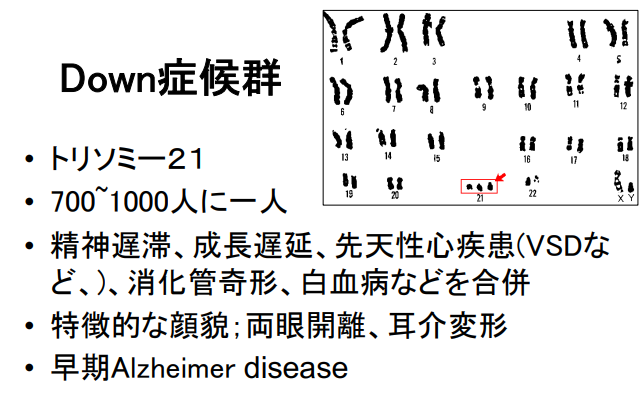 Down症候群
1 2 3 4 5
6 7 8 9 10 11 12
13 14 15 16 17 18
19 20 21 22 X Y
• トリソミー２１
• 700~1000人に一人
• 精神遅滞、成長遅延、先天性心疾患(VSDな
ど、)、消化管奇形、白血病などを合併
• 特徴的な顔貌；両眼開離、耳介変形
• 早期Alzheimer disease